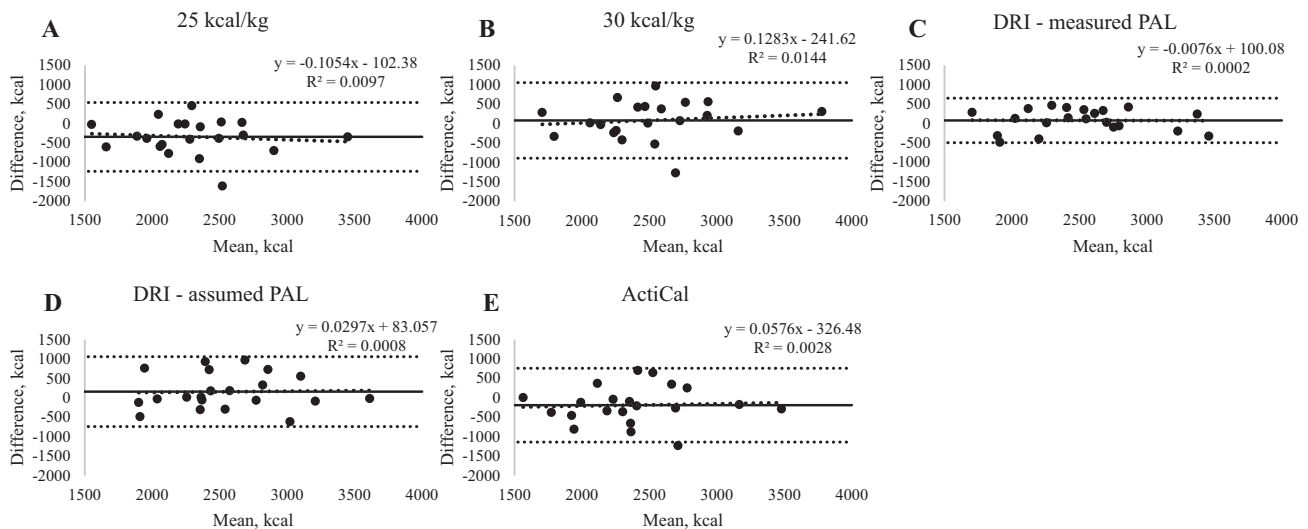 A
25 kcal/kg
y = -0.1054x - 102.38
R² = 0.0097
Difference, kcal
1500
1000
500
0
-500
-1000
-1500
-2000
1500 2000 2500 3000 3500 4000
Mean, kcal
B
30 kcal/kg
y = 0.1283x - 241.62
R² = 0.0144
Difference, kcal
1500
1000
500
0
-500
-1000
-1500
-2000
1500 2000 2500 3000 3500 4000
Mean, kcal
C
DRI - measured PAL
y = -0.0076x + 100.08
R² = 0.0002
Difference, kcal
1500
1000
500
0
-500
-1000
-1500
-2000
1500 2000 2500 3000 3500 4000
Mean, kcal
D
DRI - assumed PAL
y = 0.0297x + 83.057
R² = 0.0008
Difference, kcal
1500
1000
500
0
-500
-1000
-1500
-2000
1500 2000 2500 3000 3500 4000
Mean, kcal
E
ActiCal
y = 0.0576x - 326.48
R² = 0.0028
Difference, kcal
1500
1000
500
0
-500
-1000
-1500
-2000
1500 2000 2500 3000 3500 4000
Mean, kcal